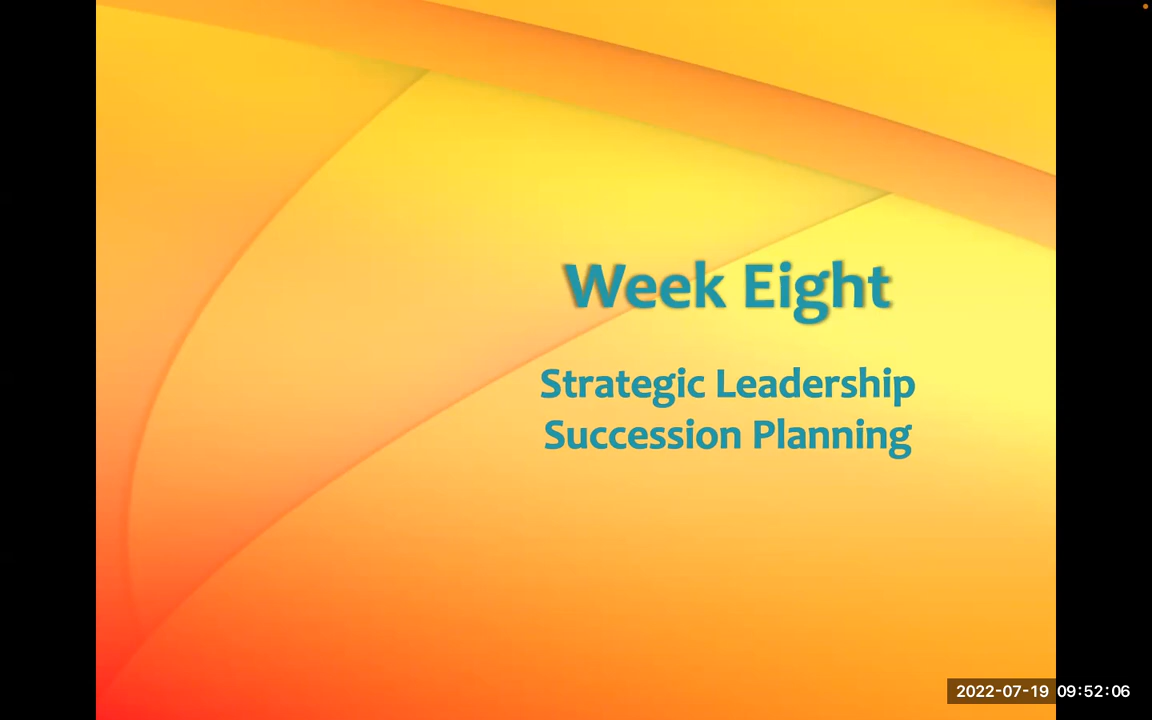 Week Eight
Strategic Leadership
Succession Planning
2022-07-19 09:52:06